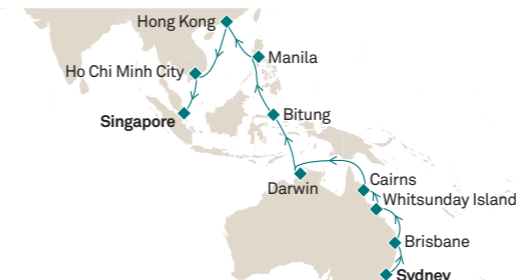 Hong Kong
Manila
Ho Chi Minh City
Singapore
Bitung
Darwin
Cairns
Whitsunday Island
Brisbane
Sydney